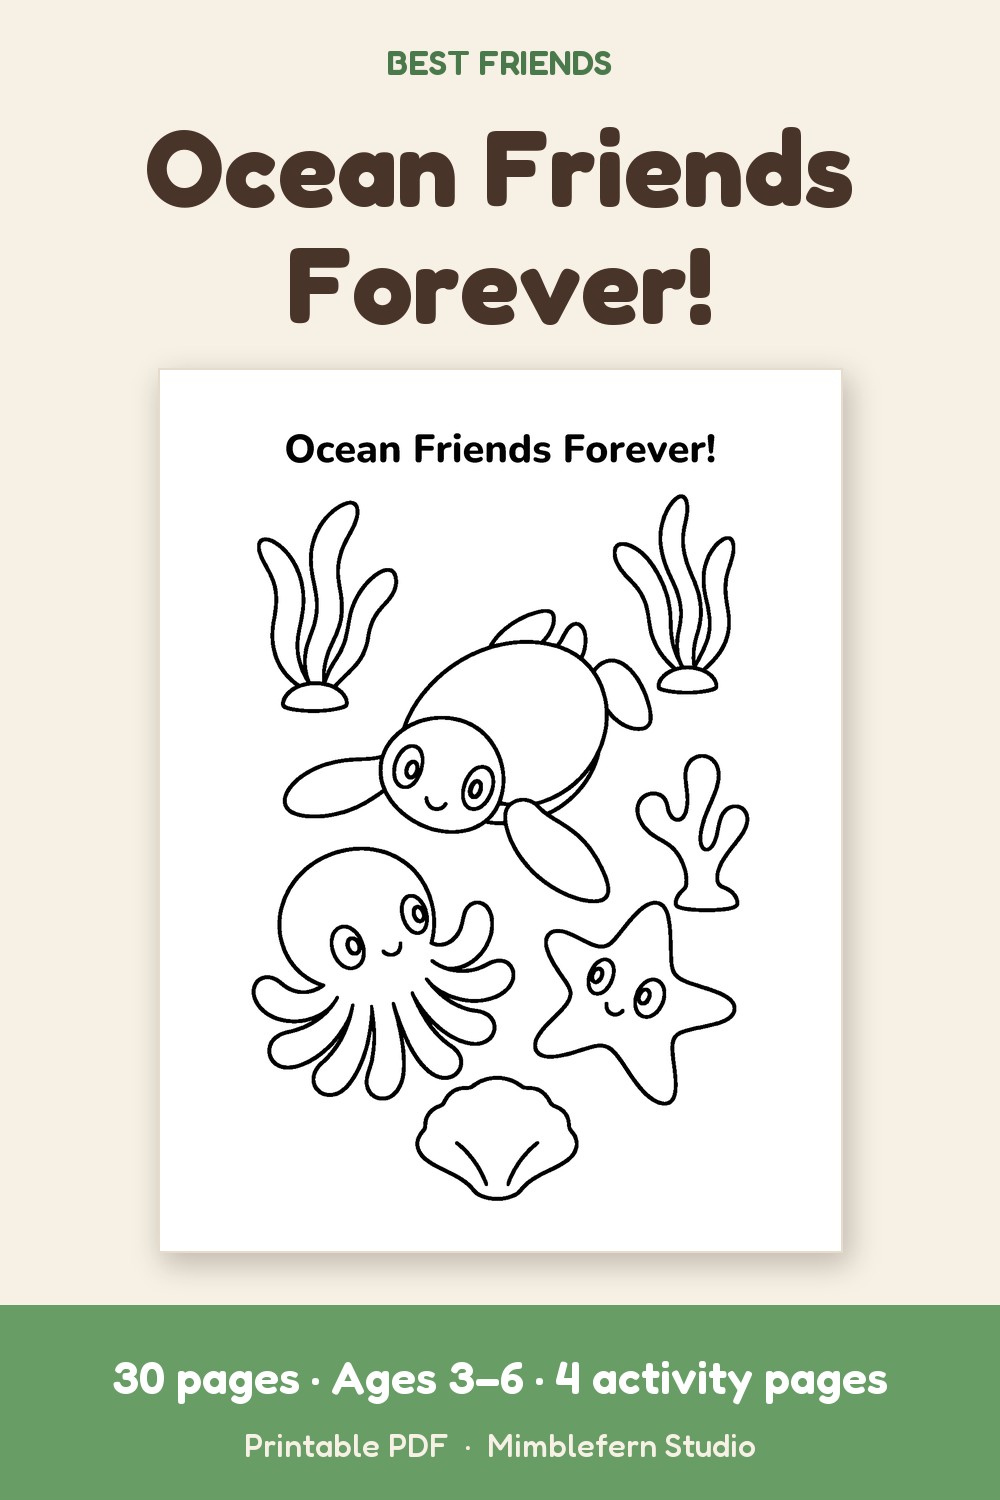 BEST FRIENDS
Ocean Friends
Forever!
Ocean Friends Forever!
30 pages · Ages 3–6 · 4 activity pages
Printable PDF · Mimblefern Studio